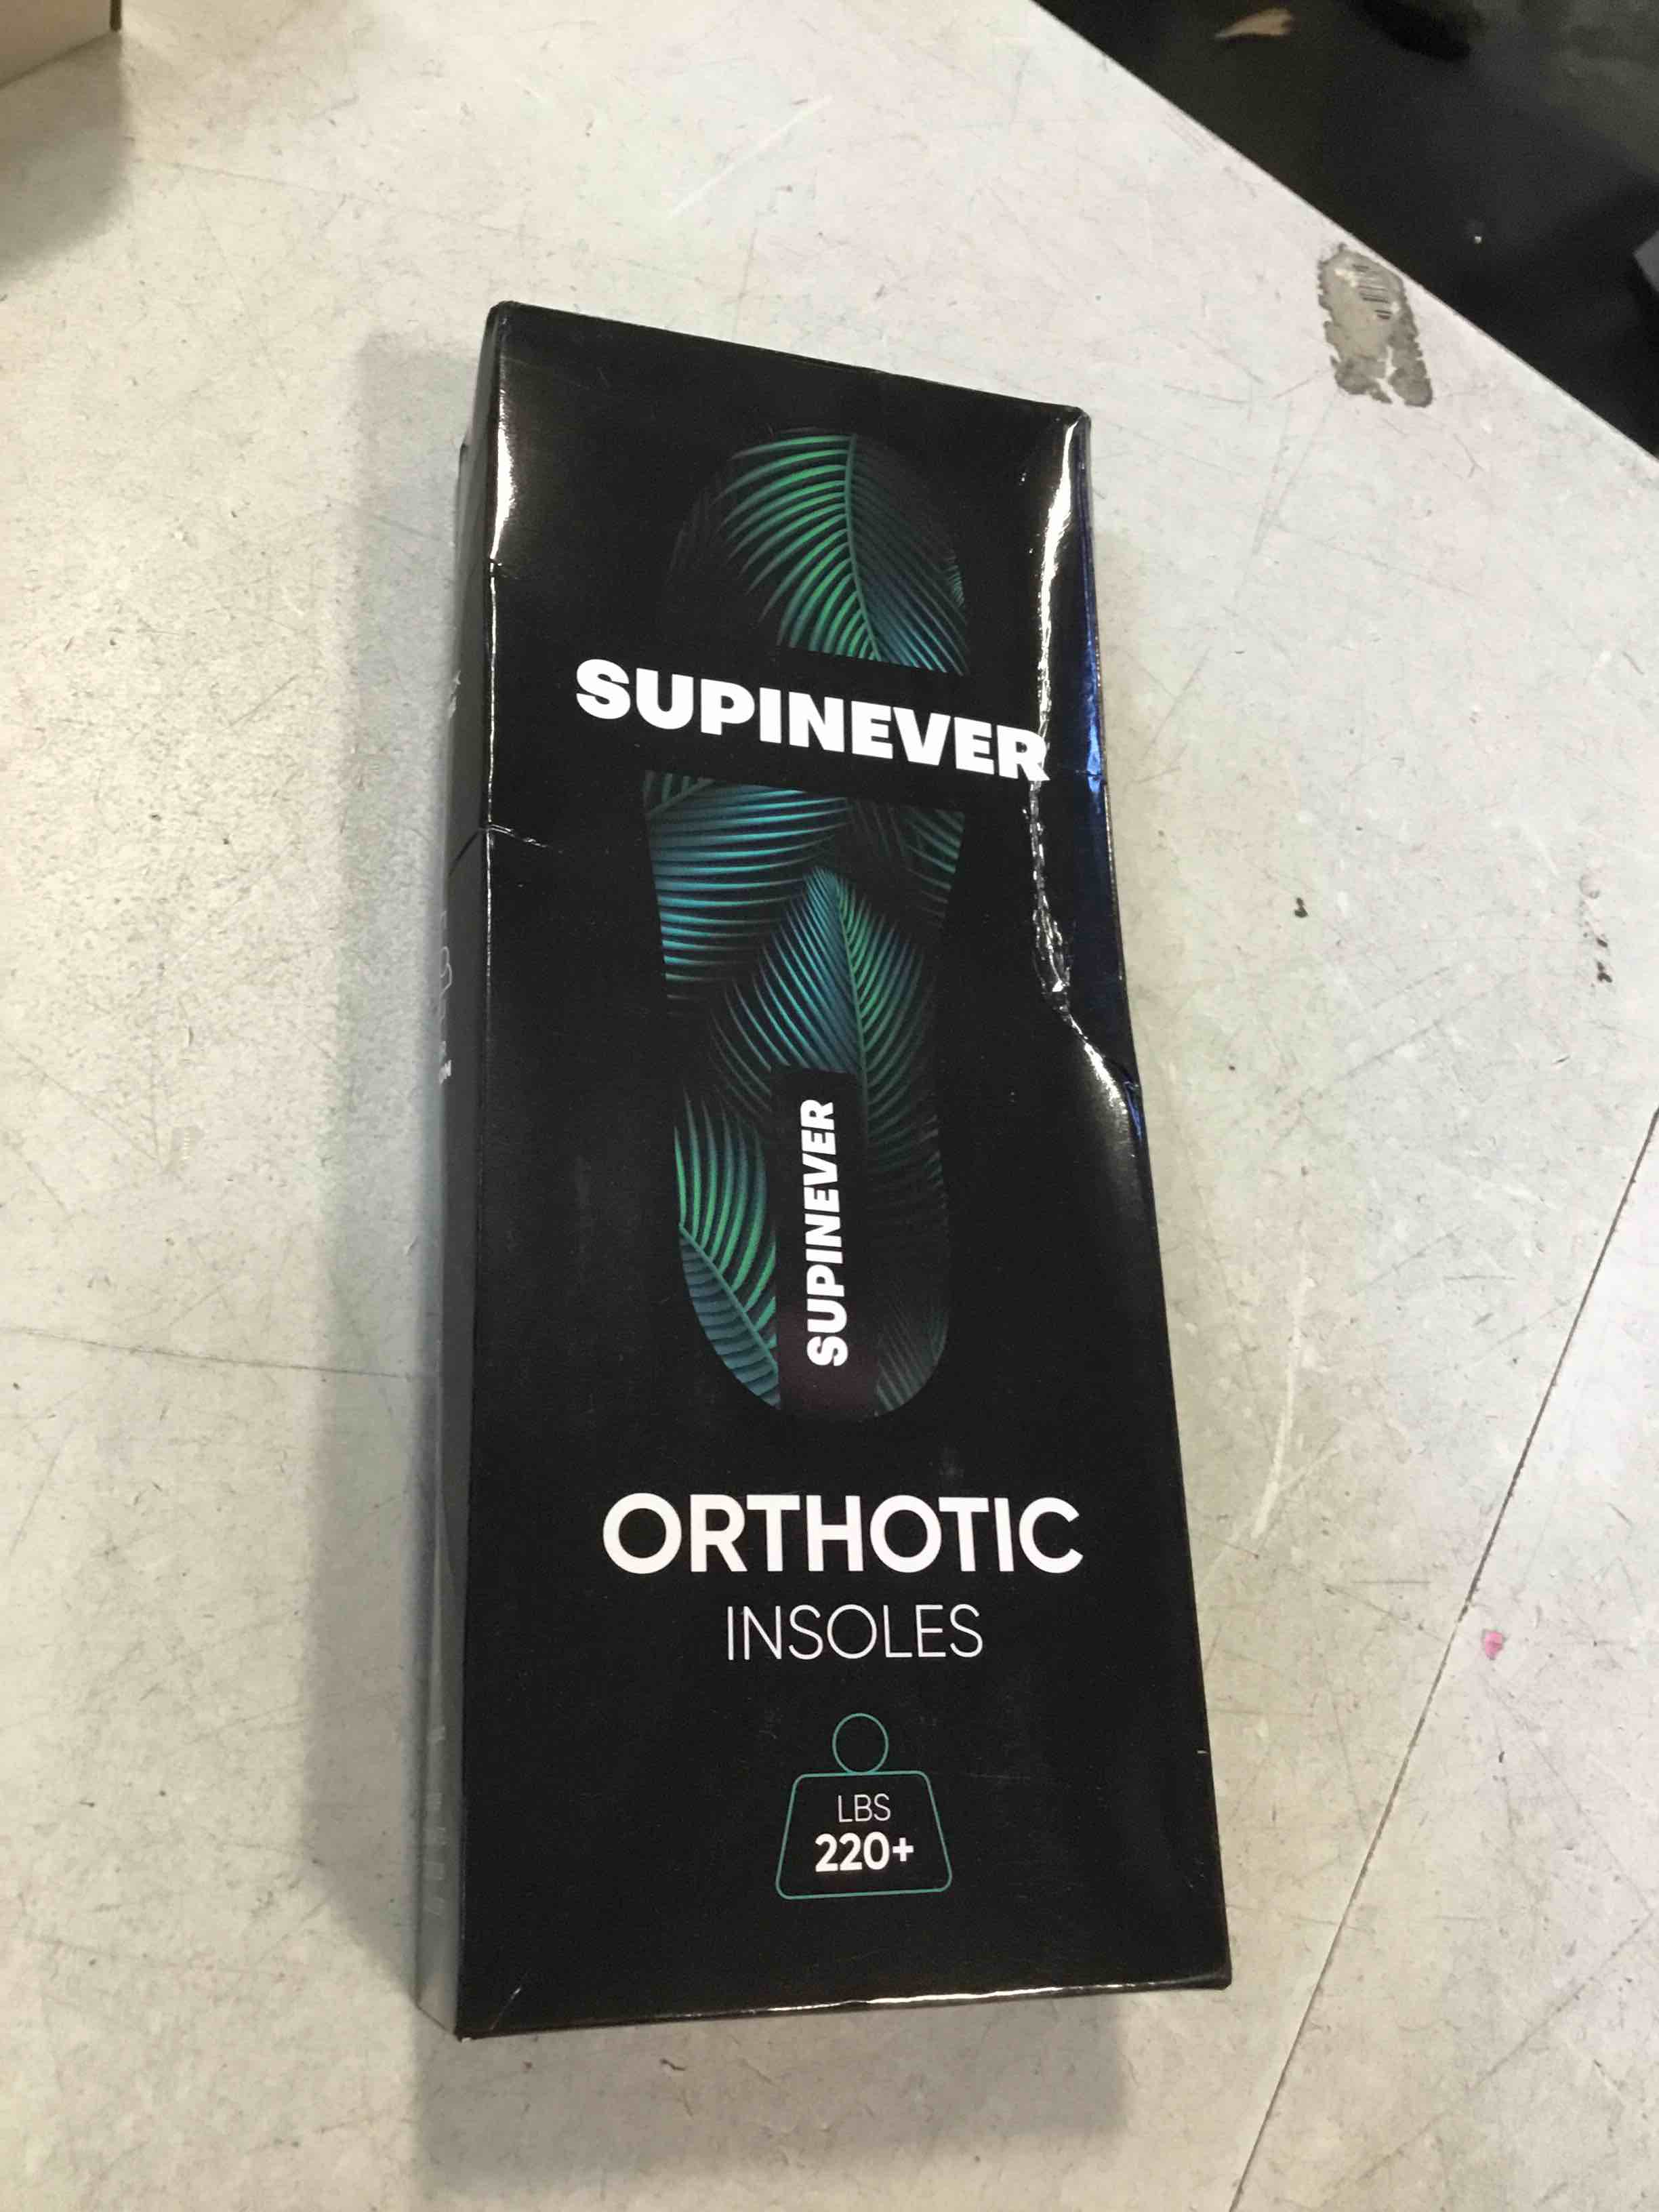 SUPINEVER
SUPINEVER
ORTHOTIC
INSOLES
LBS
220+